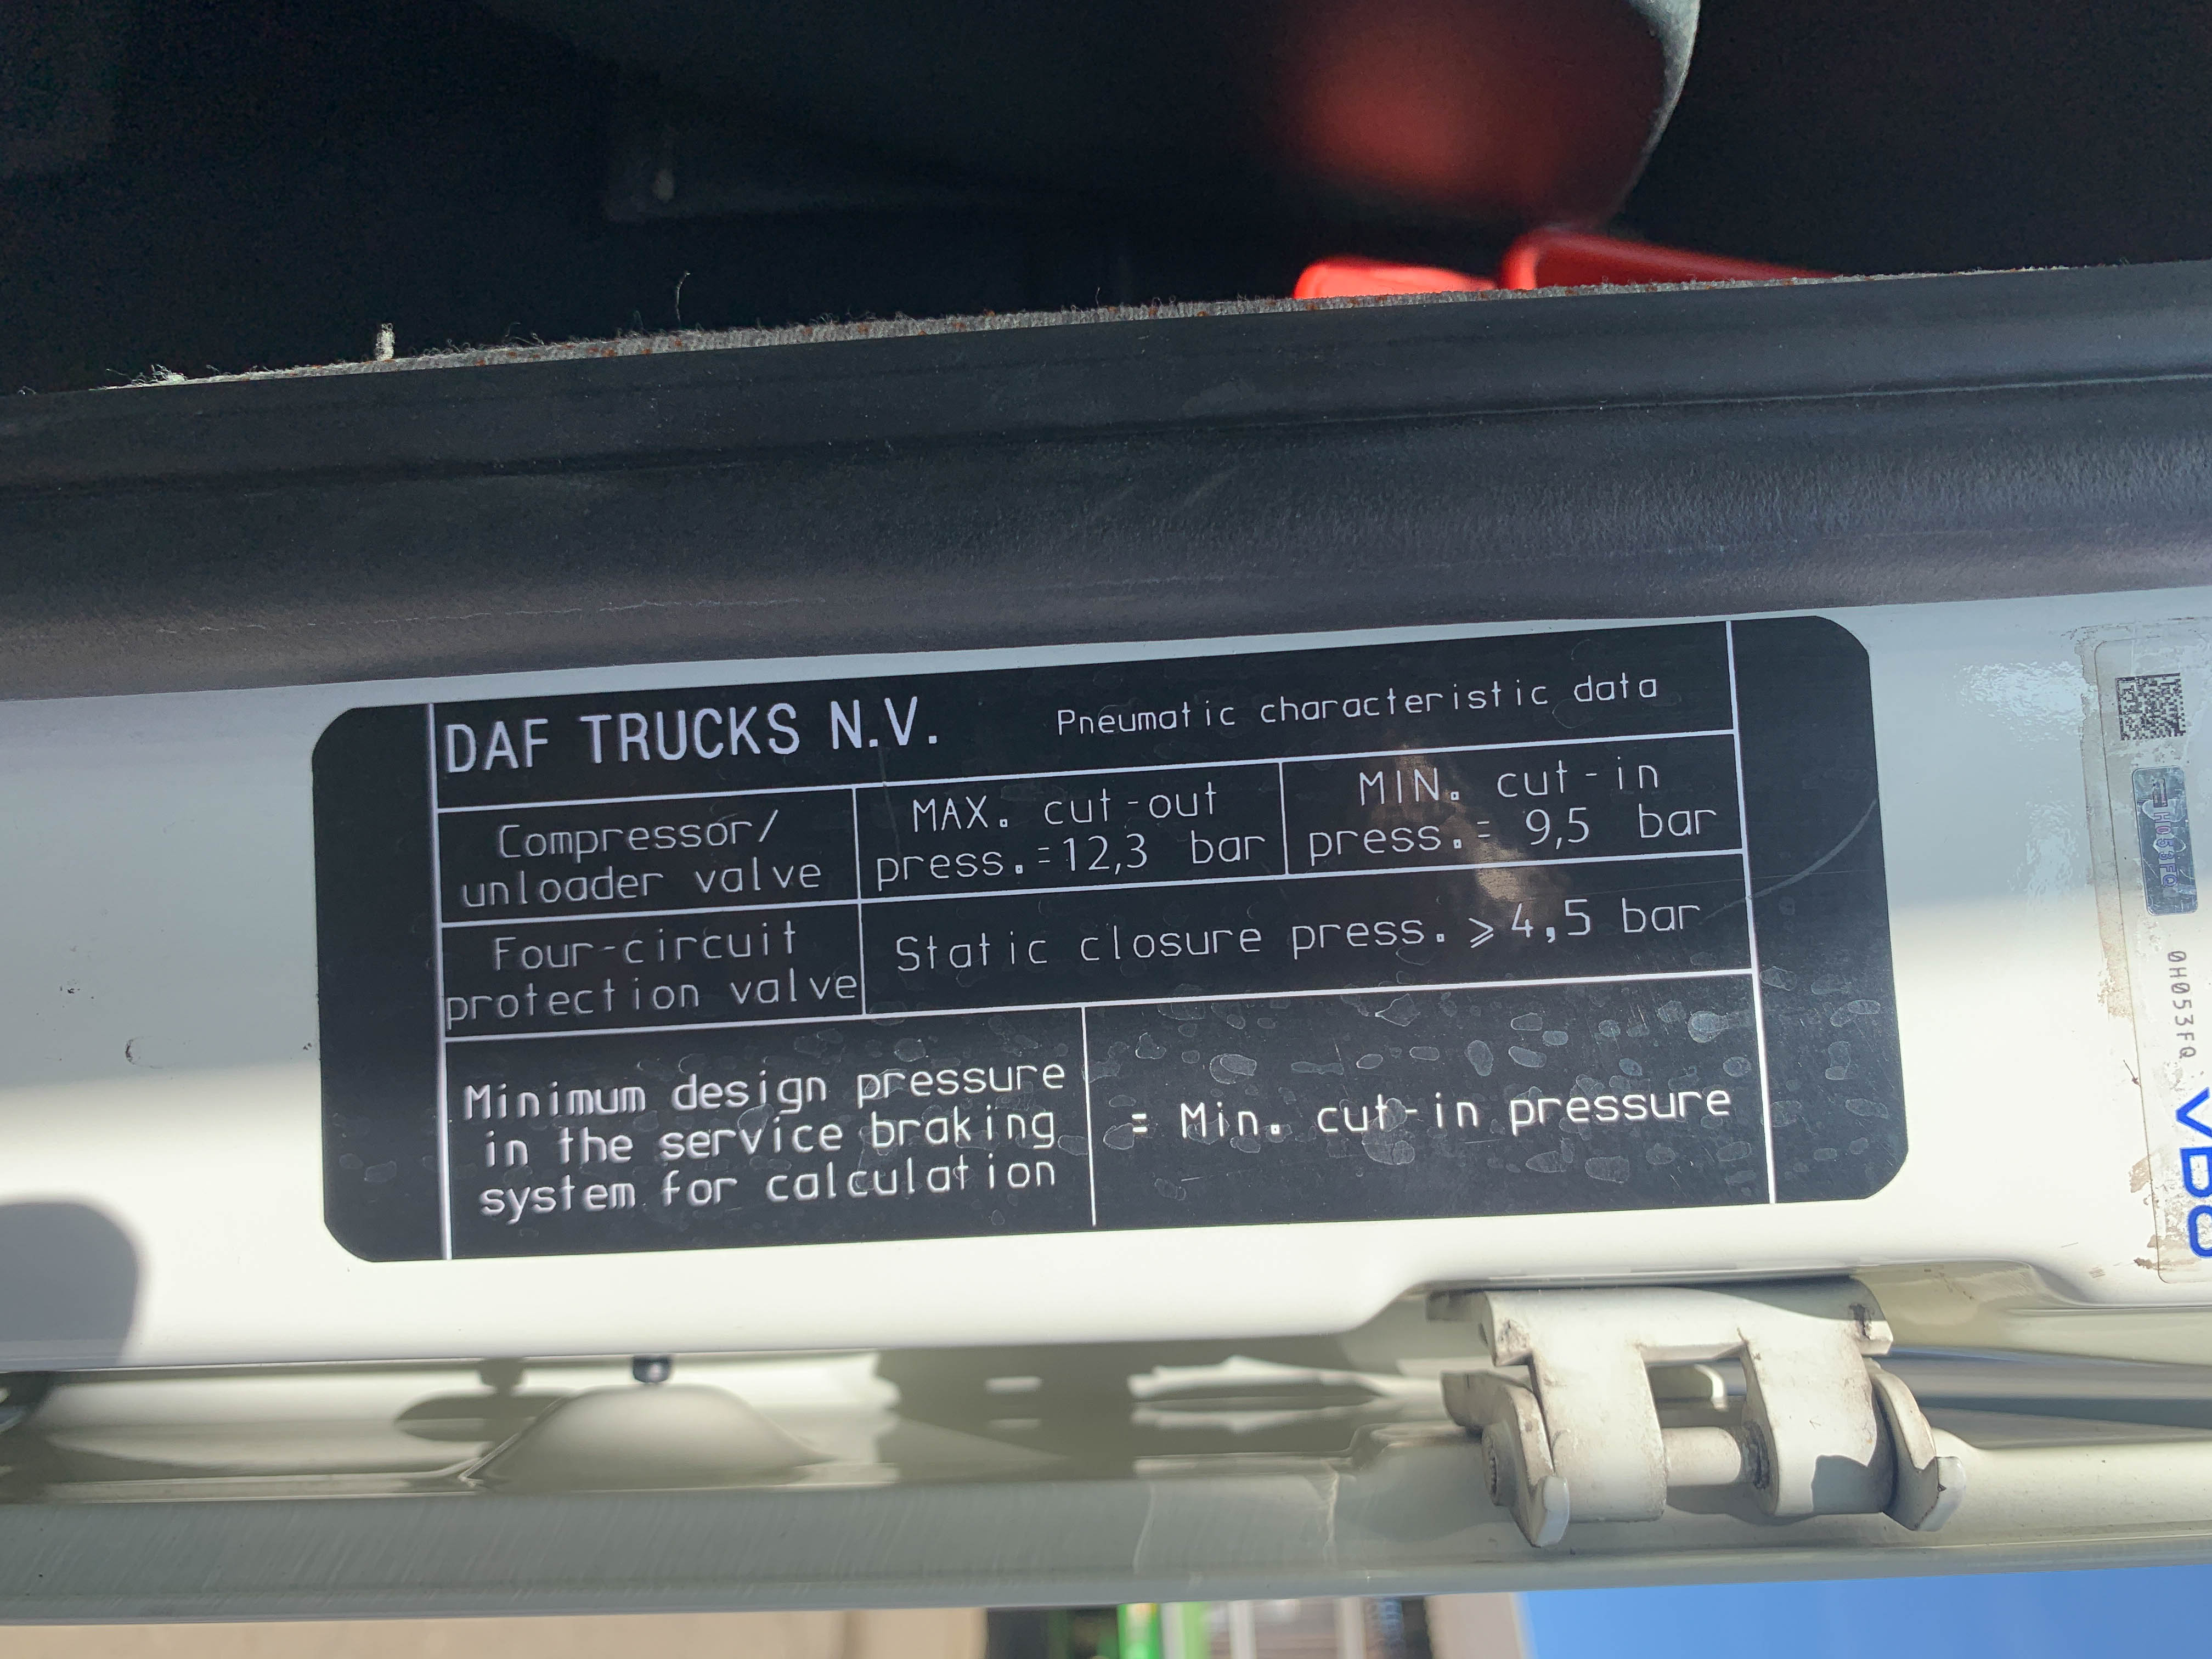 DAF TRUCKS N.V. Pneumatic characteristic data
Compressor/
unloader valve
MAX. cut-out
press.=12,3 bar
MIN. cut-in
press. = 9,5 bar
Four-circuit
protection valve
Static closure press. ⩾ 4,5 bar
Minimum design pressure
in the service braking
system for calculation
= Min. cut-in pressure
0H053FQ